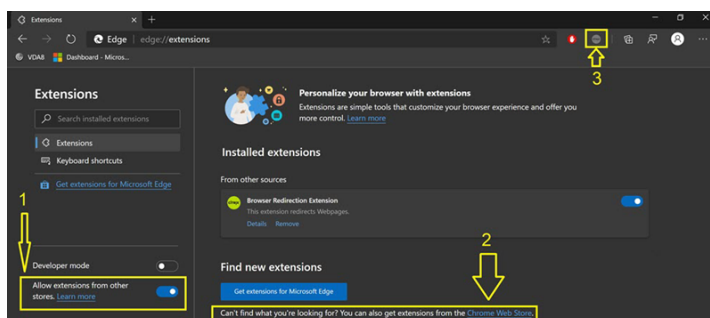 Extensions
Edge
edge://extensions
VDA8
Dashboard - Micros...
3
Extensions
Search installed extensions
Extensions
Keyboard shortcuts
Get extensions for Microsoft Edge
1
Developer mode
Allow extensions from other
stores. Learn more
Personalize your browser with extensions
Extensions are simple tools that customize your browser experience and offer you
more control. Learn more
Installed extensions
From other sources
citrix
Browser Redirection Extension
This extension redirects Webpages.
Details Remove
2
Find new extensions
Get extensions for Microsoft Edge
Can't find what you're looking for? You can also get extensions from the Chrome Web Store.